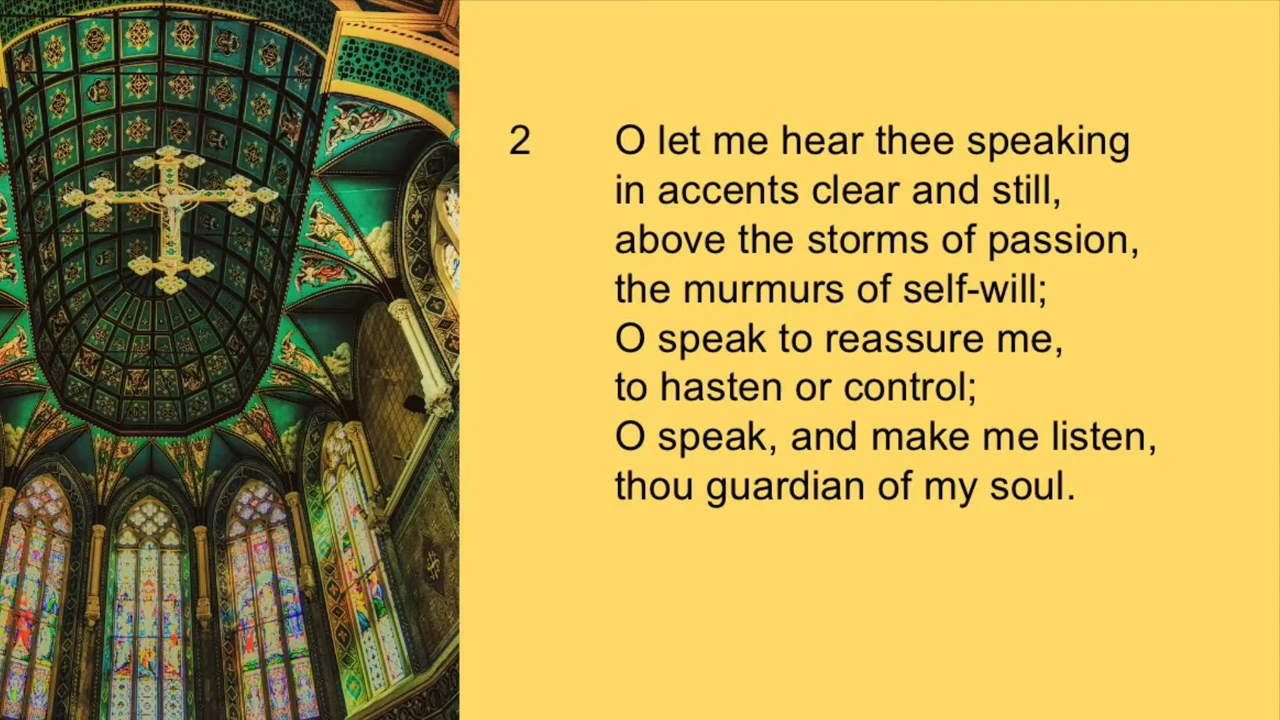 2 O let me hear thee speaking
in accents clear and still,
above the storms of passion,
the murmurs of self-will;
O speak to reassure me,
to hasten or control;
O speak, and make me listen,
thou guardian of my soul.